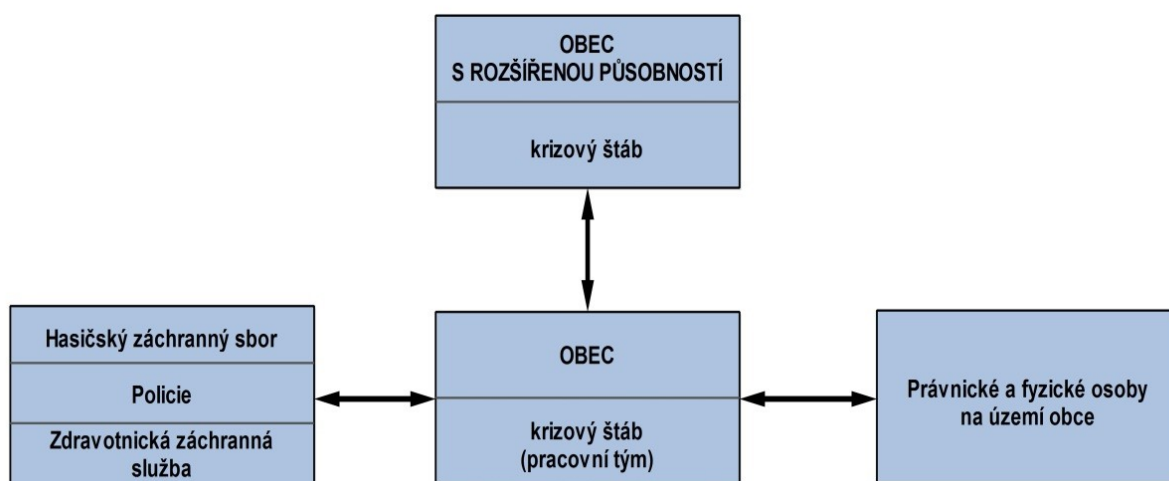 OBEC
S ROZŠÍŘENOU PŮSOBNOSTÍ
krizový štáb
Hasičský záchranný sbor
Policie
Zdravotnická záchranná
služba
OBEC
krizový štáb
(pracovní tým)
Právnické a fyzické osoby
na území obce